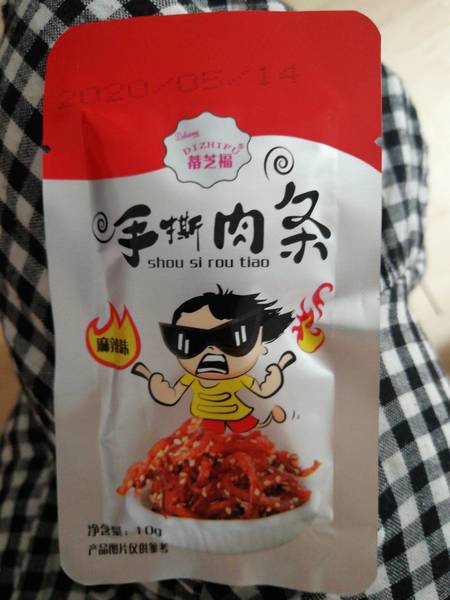 2020/05/14
DIZHIFU®
蒂芝福
手撕肉条
shou si rou tiao
麻辣味
净含量：10g
产品图片仅供参考